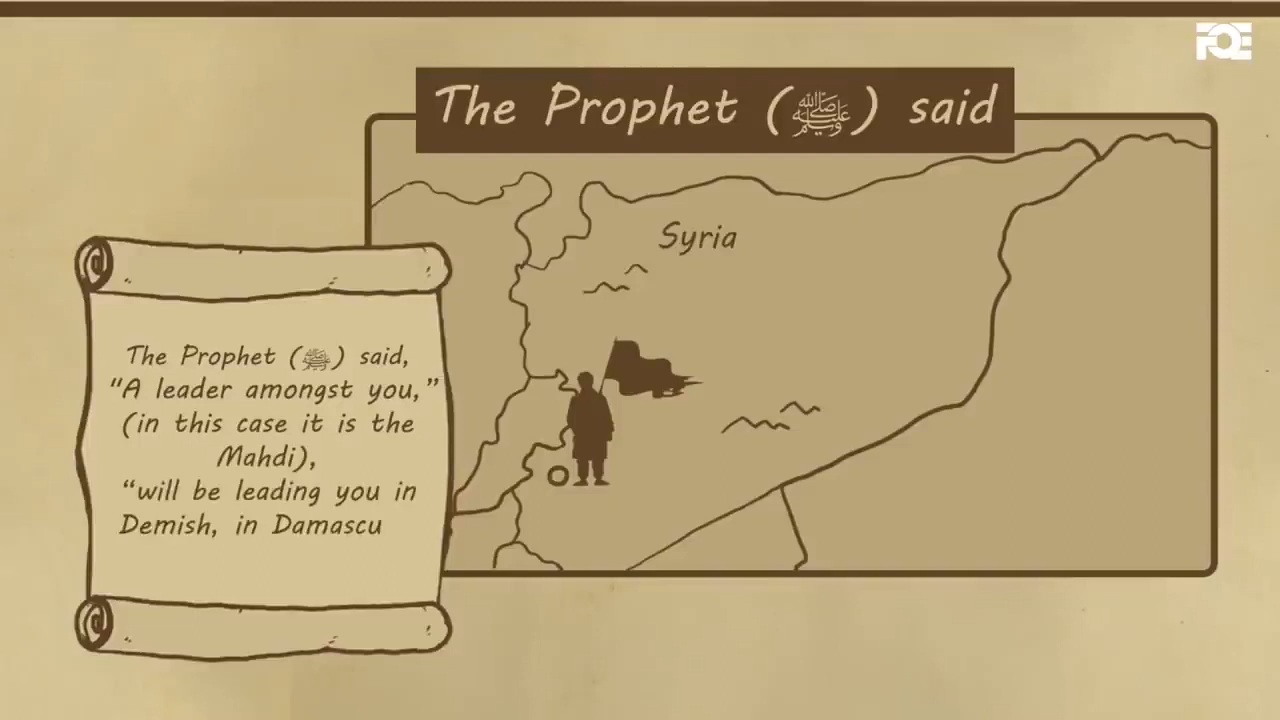 FQE
The Prophet (ﷺ) said
Syria
The Prophet (ﷺ) said,
“A leader amongst you,”
(in this case it is the
Mahdi),
“will be leading you in
Demish, in Damascu